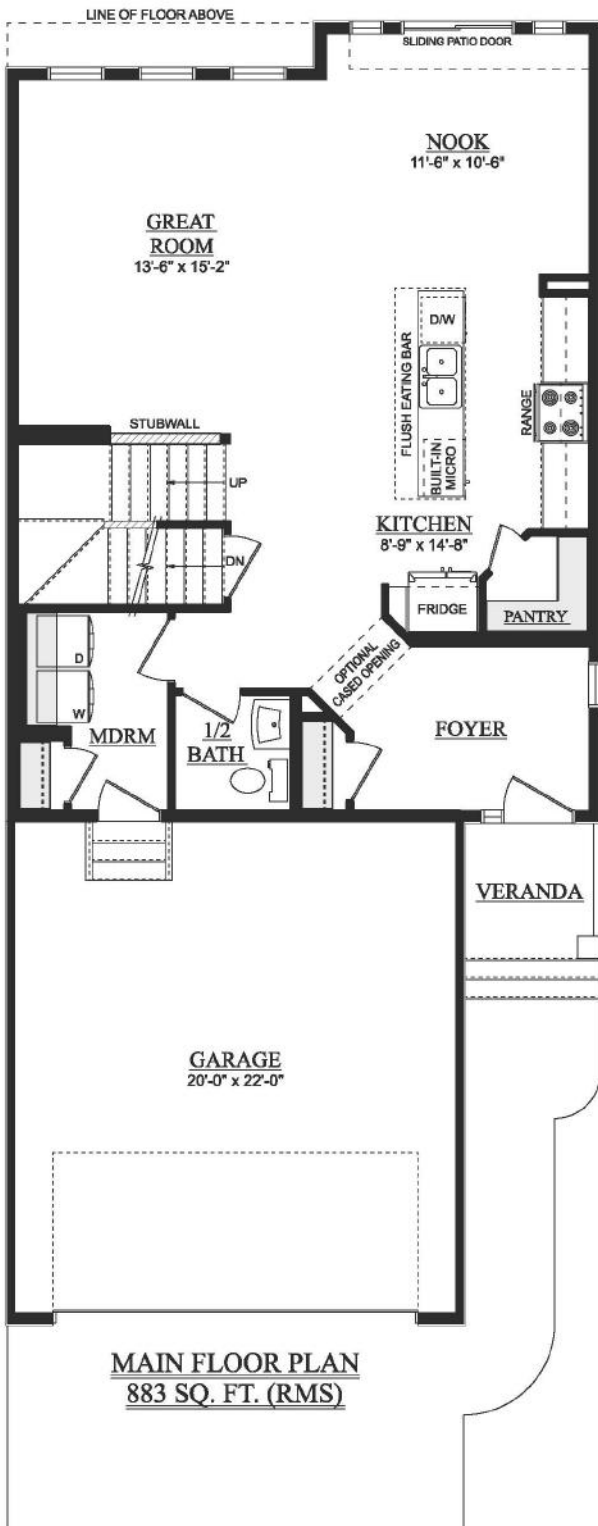 LINE OF FLOOR ABOVE
SLIDING PATIO DOOR
NOOK
11'-6" x 10'-6"
GREAT
ROOM
13'-6" x 15'-2"
D/W
FLUSH EATING BAR
RANGE
BUILT-IN
MICRO
STUBWALL
UP
KITCHEN
8'-9" x 14'-8"
DN
FRIDGE
PANTRY
OPTIONAL
CASED OPENING
D
W
MDRM
1/2
BATH
FOYER
VERANDA
GARAGE
20'-0" x 22'-0"
MAIN FLOOR PLAN
883 SQ. FT. (RMS)